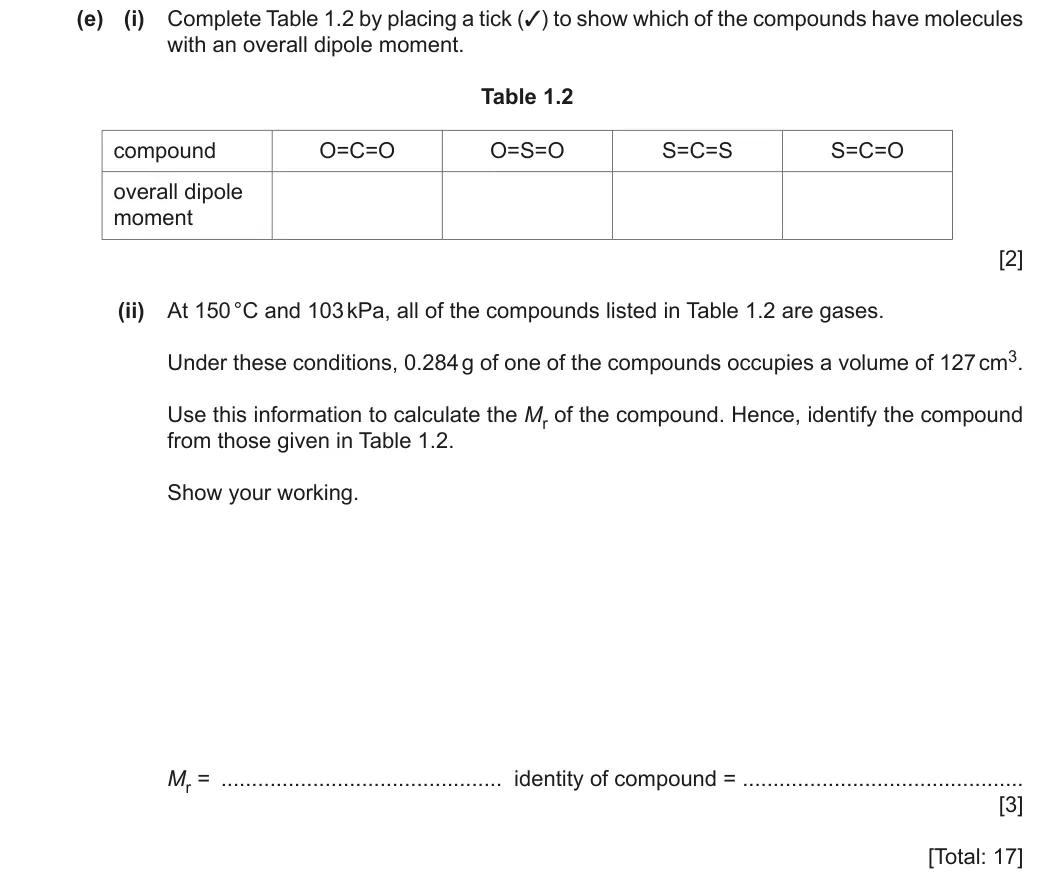 (e) (i) Complete Table 1.2 by placing a tick (✓) to show which of the compounds have molecules
with an overall dipole moment.
Table 1.2
compound O=C=O O=S=O S=C=S S=C=O
overall dipole
moment
[2]
(ii) At 150 °C and 103 kPa, all of the compounds listed in Table 1.2 are gases.
Under these conditions, 0.284 g of one of the compounds occupies a volume of 127 cm³.
Use this information to calculate the Mᵣ of the compound. Hence, identify the compound
from those given in Table 1.2.
Show your working.
Mᵣ = .............................................. identity of compound = ..............................................
[3]
[Total: 17]